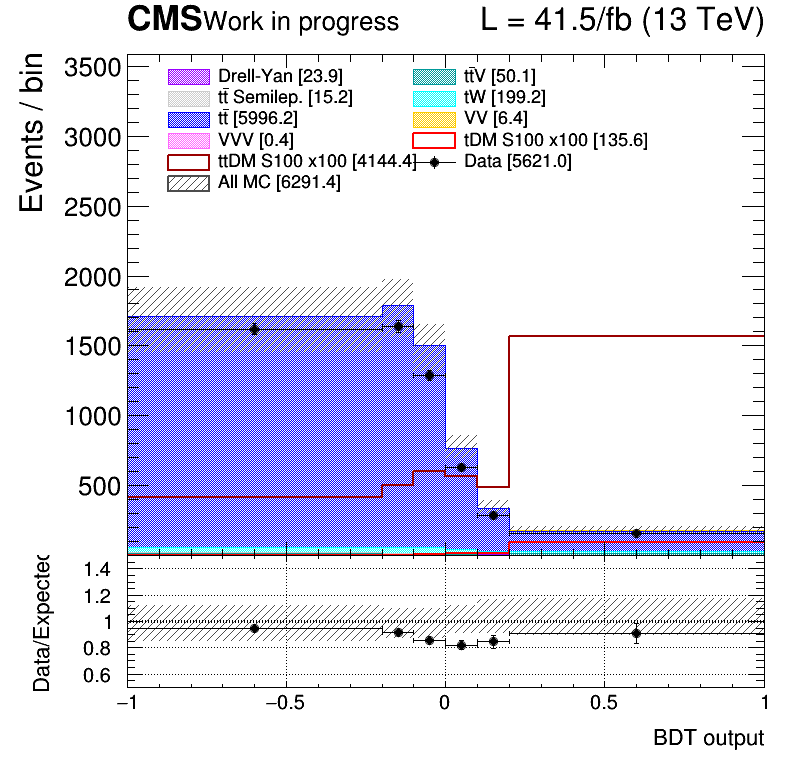 CMS Work in progress L = 41.5/fb (13 TeV)
Events / bin
3500
3000
2500
2000
1500
1000
500
Drell-Yan [23.9] tt̄V [50.1]
tt̄ Semilep. [15.2] tW [199.2]
tt̄ [5996.2] VV [6.4]
VVV [0.4] tDM S100 x100 [135.6]
ttDM S100 x100 [4144.4] Data [5621.0]
All MC [6291.4]
Data/Expected
1.4
1.2
1
0.8
0.6
−1 −0.5 0 0.5 1
BDT output